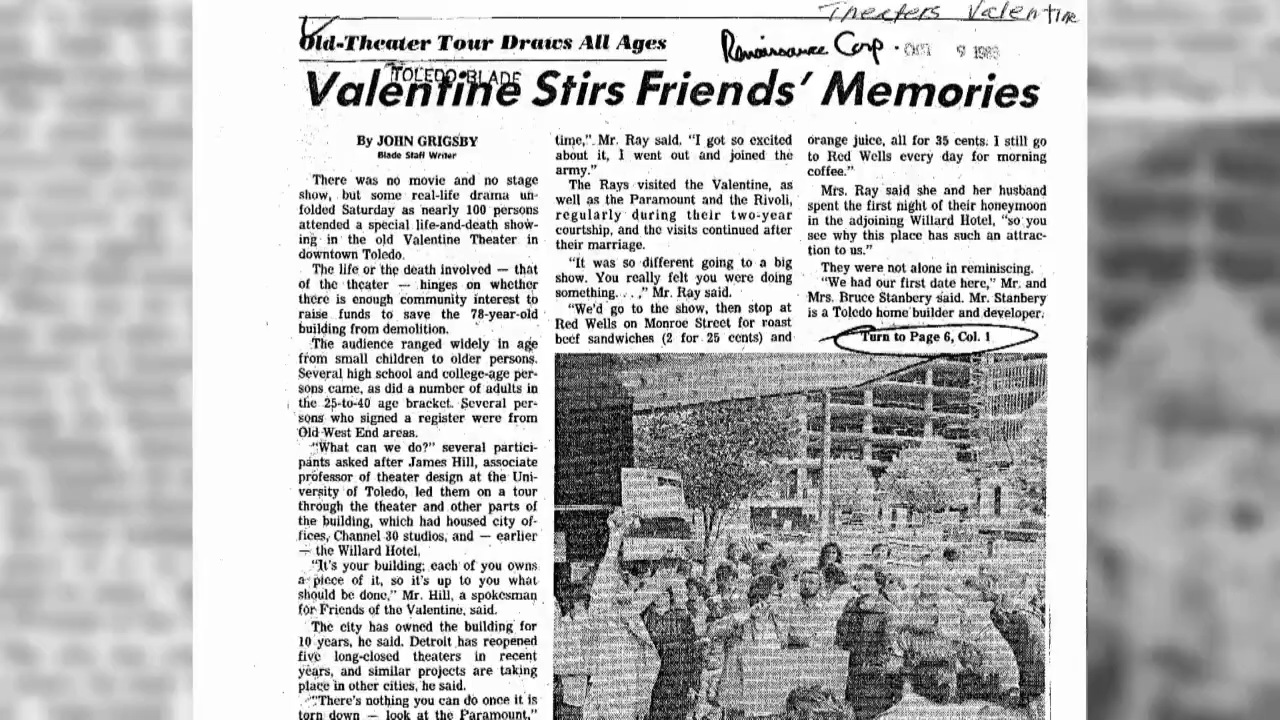 Theaters Valentine
Old-Theater Tour Draws All Ages
Renaissance Corp. OCT 9 198
TOLEDO BLADE
Valentine Stirs Friends' Memories
By JOHN GRIGSBY
Blade Staff Writer
There was no movie and no stage
show, but some real-life drama un-
folded Saturday as nearly 100 persons
attended a special life-and-death show-
ing in the old Valentine Theater in
downtown Toledo.
The life or the death involved — that
of the theater — hinges on whether
there is enough community interest to
raise funds to save the 78-year-old
building from demolition.
The audience ranged widely in age
from small children to older persons.
Several high school and college-age per-
sons came, as did a number of adults in
the 25-to-40 age bracket. Several per-
sons who signed a register were from
Old West End areas.
"What can we do?" several partici-
pants asked after James Hill, associate
professor of theater design at the Uni-
versity of Toledo, led them on a tour
through the theater and other parts of
the building, which had housed city of-
fices, Channel 30 studios, and — earlier
— the Willard Hotel.
"It's your building; each of you owns
a piece of it, so it's up to you what
should be done," Mr. Hill, a spokesman
for Friends of the Valentine, said.
The city has owned the building for
10 years, he said. Detroit has reopened
five long-closed theaters in recent
years, and similar projects are taking
place in other cities, he said.
"There's nothing you can do once it is
torn down — look at the Paramount,"
time," Mr. Ray said. "I got so excited
about it, I went out and joined the
army."
The Rays visited the Valentine, as
well as the Paramount and the Rivoli,
regularly during their two-year
courtship, and the visits continued after
their marriage.
"It was so different going to a big
show. You really felt you were doing
something. . . ," Mr. Ray said.
"We'd go to the show, then stop at
Red Wells on Monroe Street for roast
beef sandwiches (2 for 25 cents) and
orange juice, all for 35 cents. I still go
to Red Wells every day for morning
coffee."
Mrs. Ray said she and her husband
spent the first night of their honeymoon
in the adjoining Willard Hotel, "so you
see why this place has such an attrac-
tion to us."
They were not alone in reminiscing.
"We had our first date here," Mr. and
Mrs. Bruce Stanbery said. Mr. Stanbery
is a Toledo home builder and developer.
Turn to Page 6, Col. 1